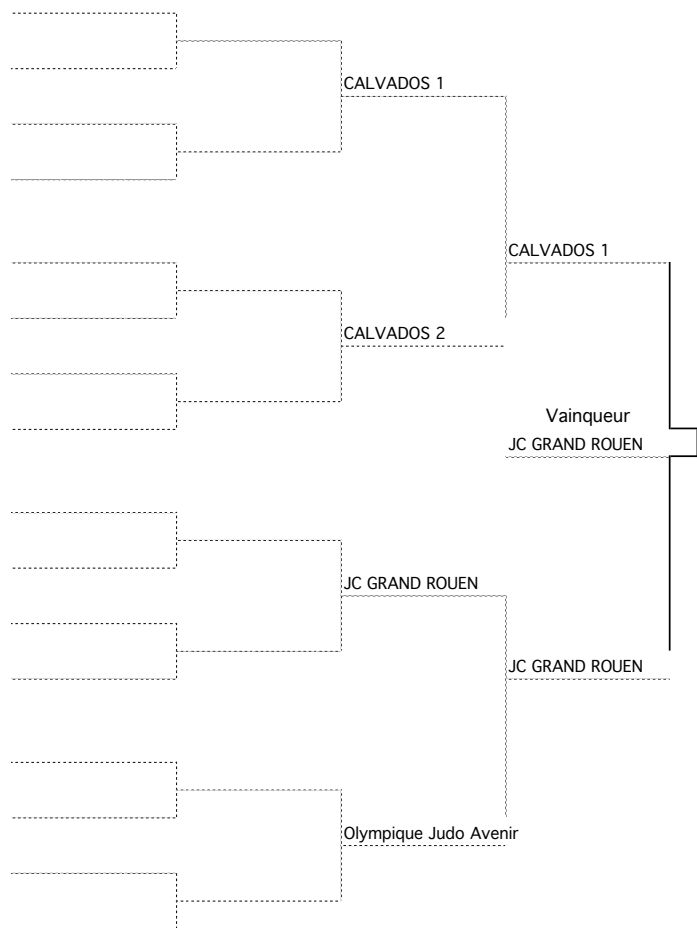 CALVADOS 1
CALVADOS 1
CALVADOS 2
Vainqueur
JC GRAND ROUEN
JC GRAND ROUEN
JC GRAND ROUEN
Olympique Judo Avenir